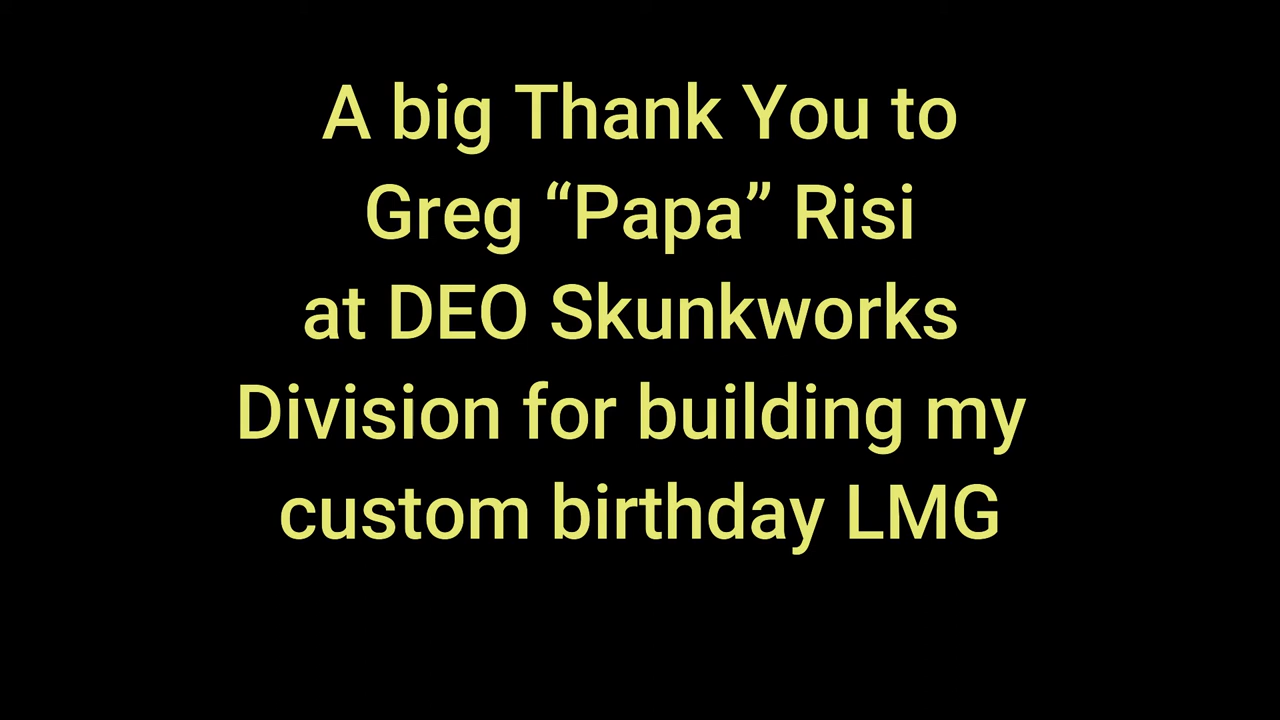 A big Thank You to
Greg “Papa” Risi
at DEO Skunkworks
Division for building my
custom birthday LMG